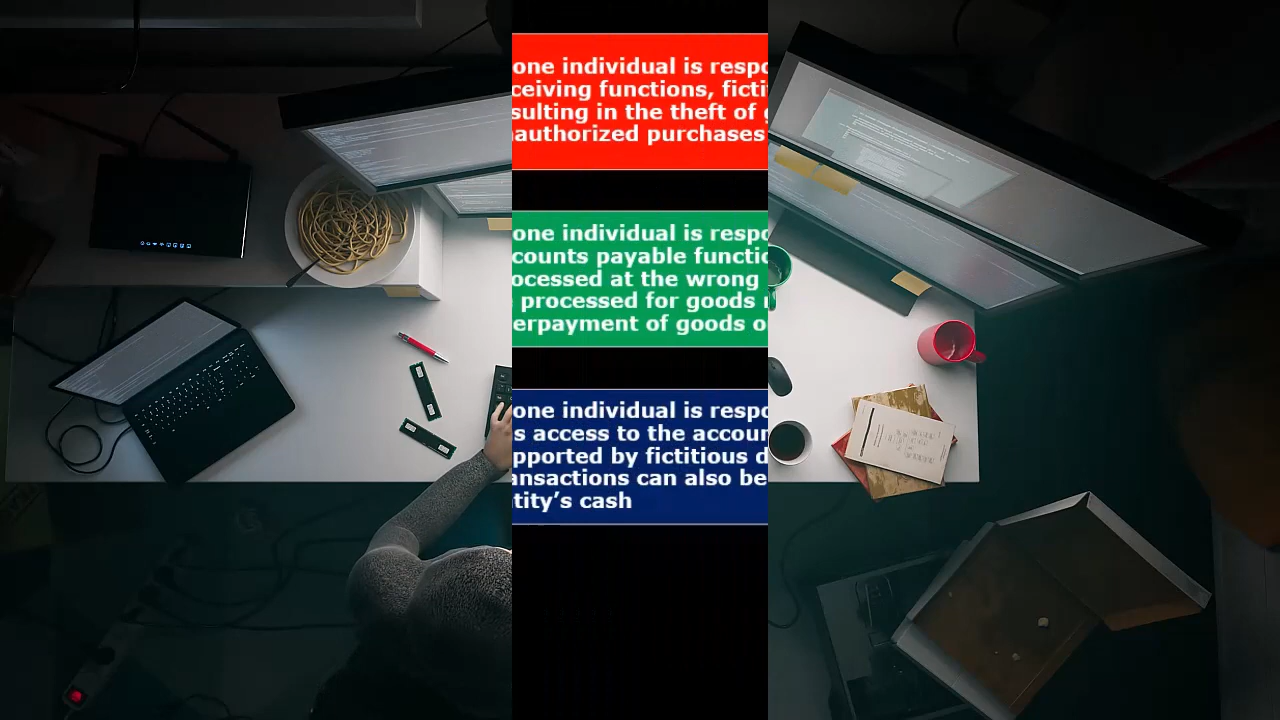 one individual is respo
ceiving functions, ficti
sulting in the theft of g
authorized purchases
one individual is respo
counts payable functio
ocessed at the wrong
processed for goods
erpayment of goods o
one individual is respo
s access to the accoun
pported by fictitious d
ansactions can also be
tity's cash